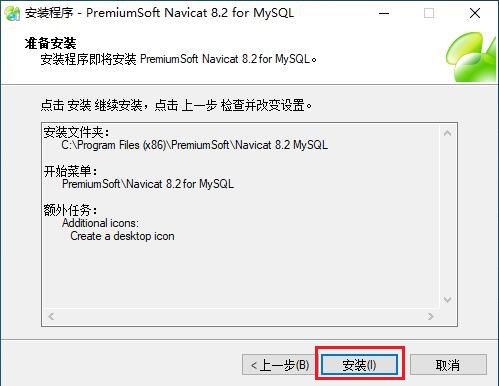 安装程序 - PremiumSoft Navicat 8.2 for MySQL
准备安装
安装程序即将安装 PremiumSoft Navicat 8.2 for MySQL。
点击 安装 继续安装，点击 上一步 检查并改变设置。
安装文件夹：
C:\Program Files (x86)\PremiumSoft\Navicat 8.2 MySQL
开始菜单：
PremiumSoft\Navicat 8.2 for MySQL
额外任务：
Additional icons:
Create a desktop icon
< 上一步(B) 安装(I) 取消